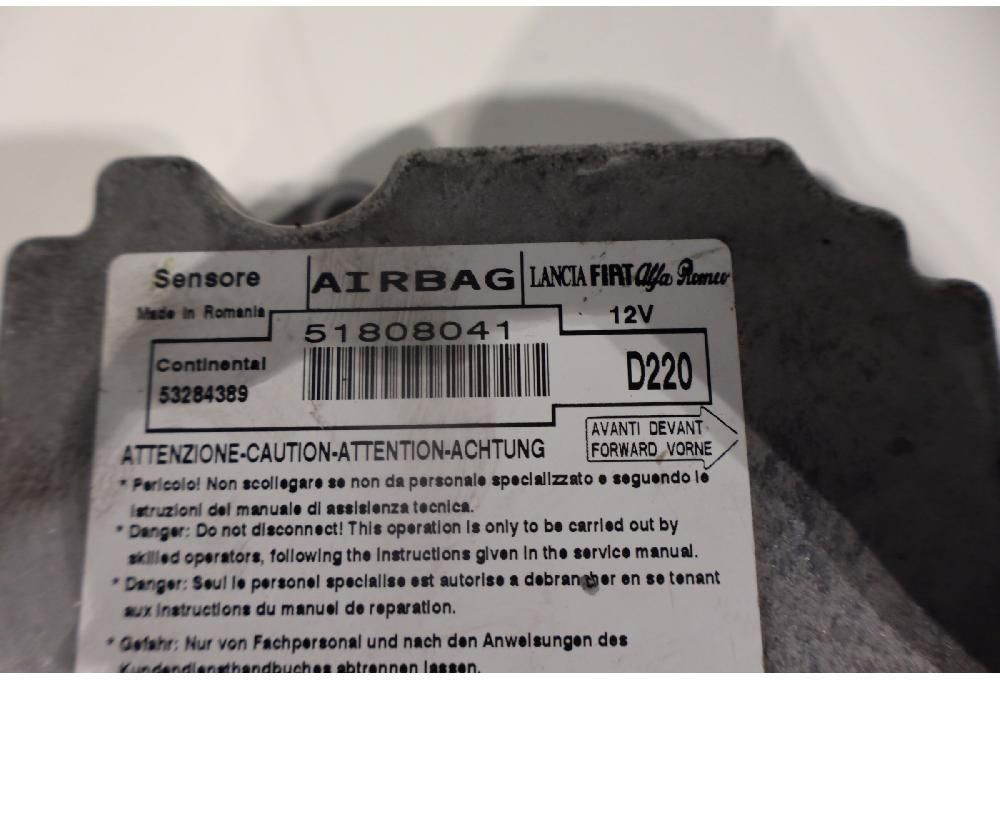 Sensore AIRBAG LANCIA FIAT Alfa Romeo
Made in Romania 51808041 12V
Continental D220
53284389
AVANTI DEVANT
FORWARD VORNE
ATTENZIONE-CAUTION-ATTENTION-ACHTUNG
* Pericolo! Non scollegare se non da personale specializzato e seguendo le
istruzioni del manuale di assistenza tecnica.
* Danger: Do not disconnect! This operation is only to be carried out by
skilled operators, following the instructions given in the service manual.
* Danger: Seul le personel specialise est autorise a debrancher en se tenant
aux instructions du manuel de reparation.
* Gefahr: Nur von Fachpersonal und nach den Anweisungen des
Kundendiensthandbuches abtrennen lassen.